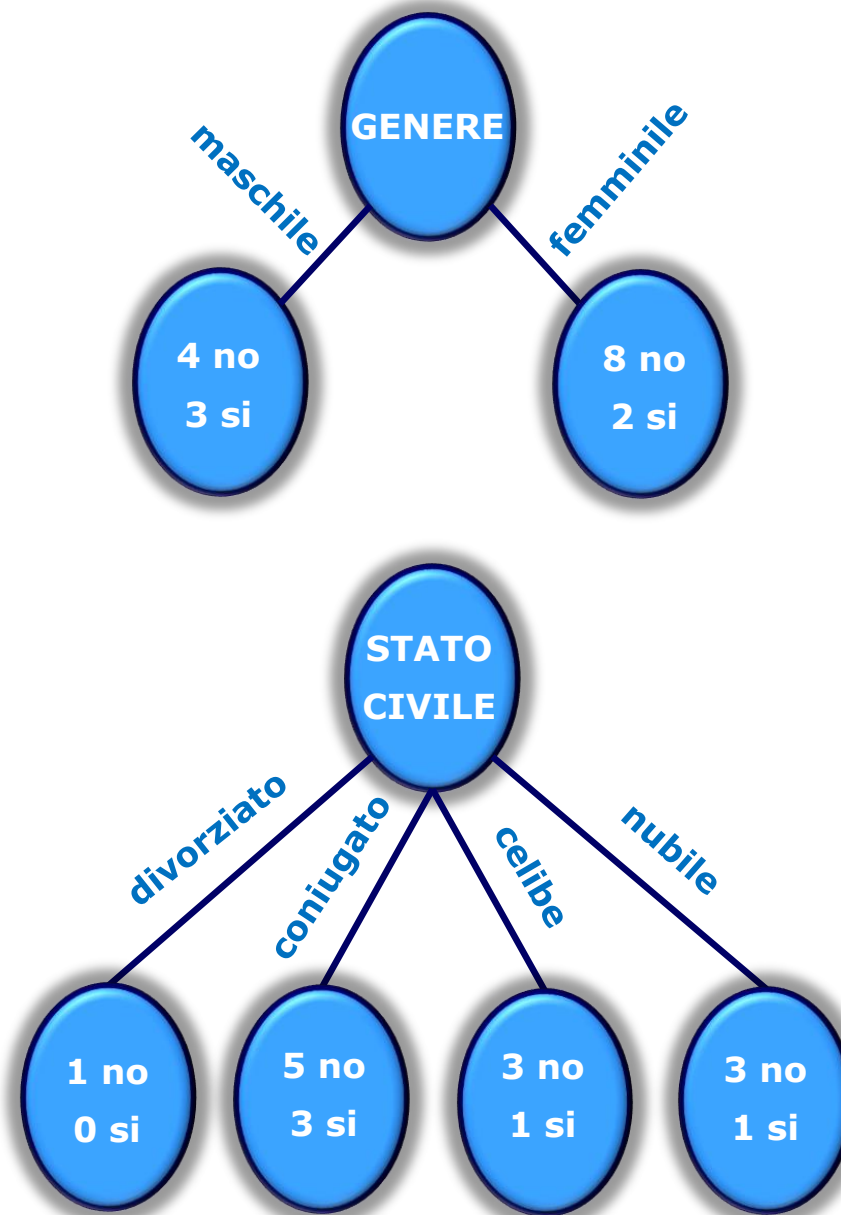 GENERE
maschile
femminile
4 no
3 si
8 no
2 si
STATO
CIVILE
divorziato
coniugato
celibe
nubile
1 no
0 si
5 no
3 si
3 no
1 si
3 no
1 si